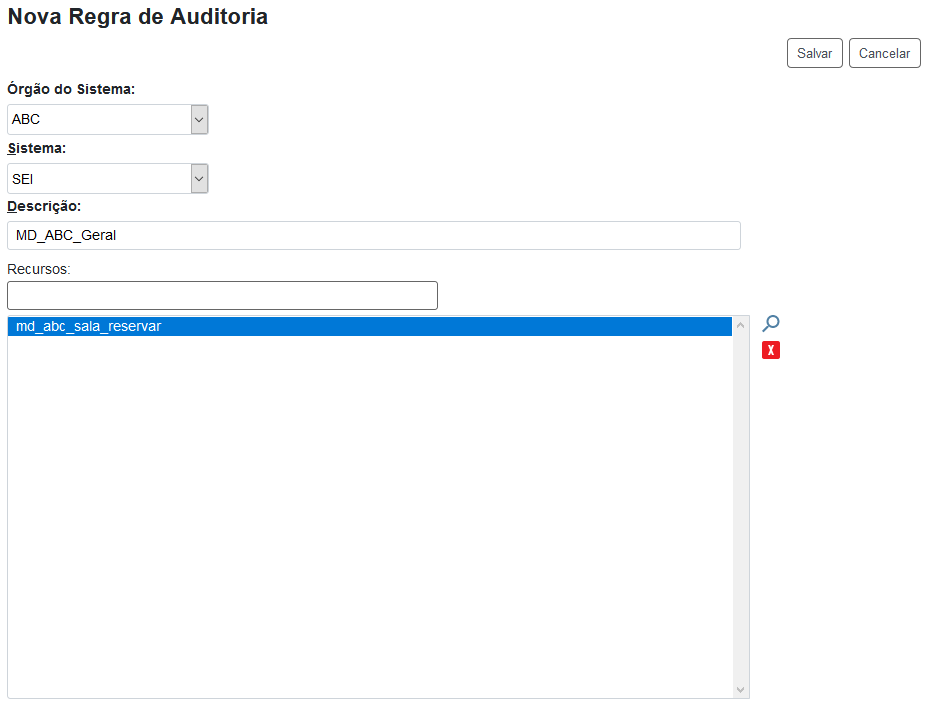 Nova Regra de Auditoria
Salvar Cancelar
Órgão do Sistema:
ABC
Sistema:
SEI
Descrição:
MD_ABC_Geral
Recursos:
md_abc_sala_reservar
X